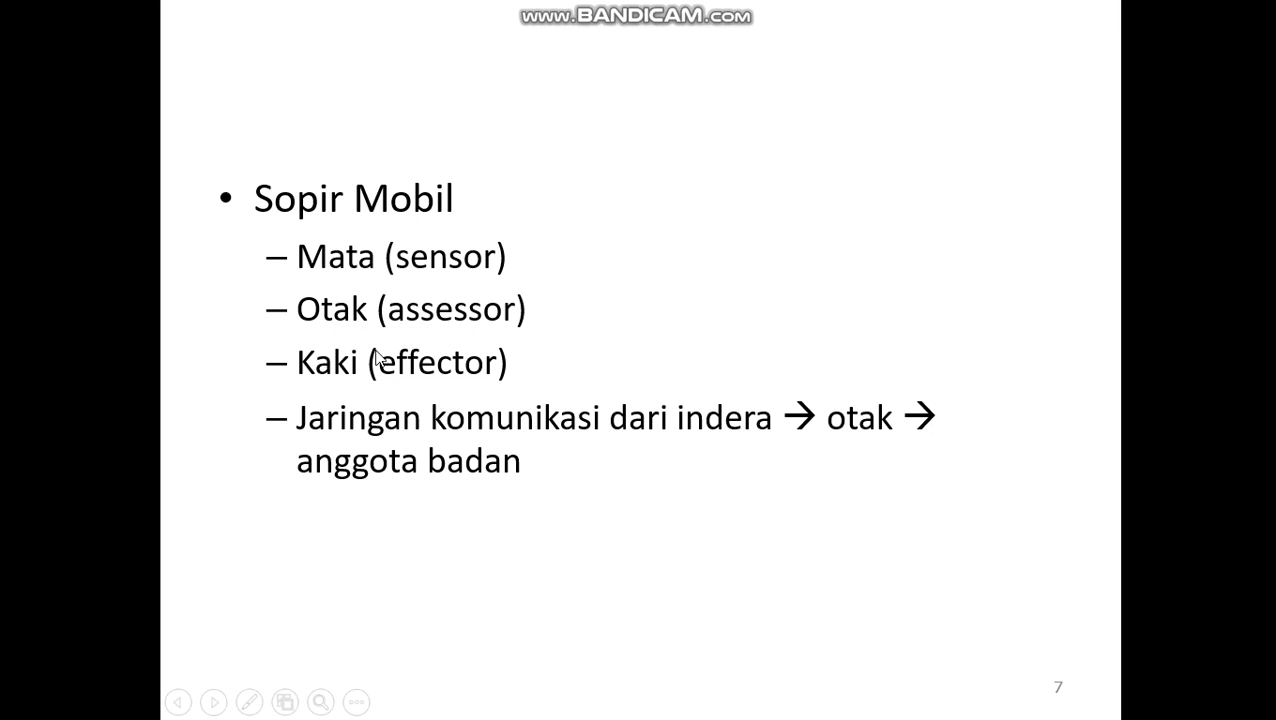 www.BANDICAM.com
• Sopir Mobil
– Mata (sensor)
– Otak (assessor)
– Kaki (effector)
– Jaringan komunikasi dari indera → otak →
anggota badan
7